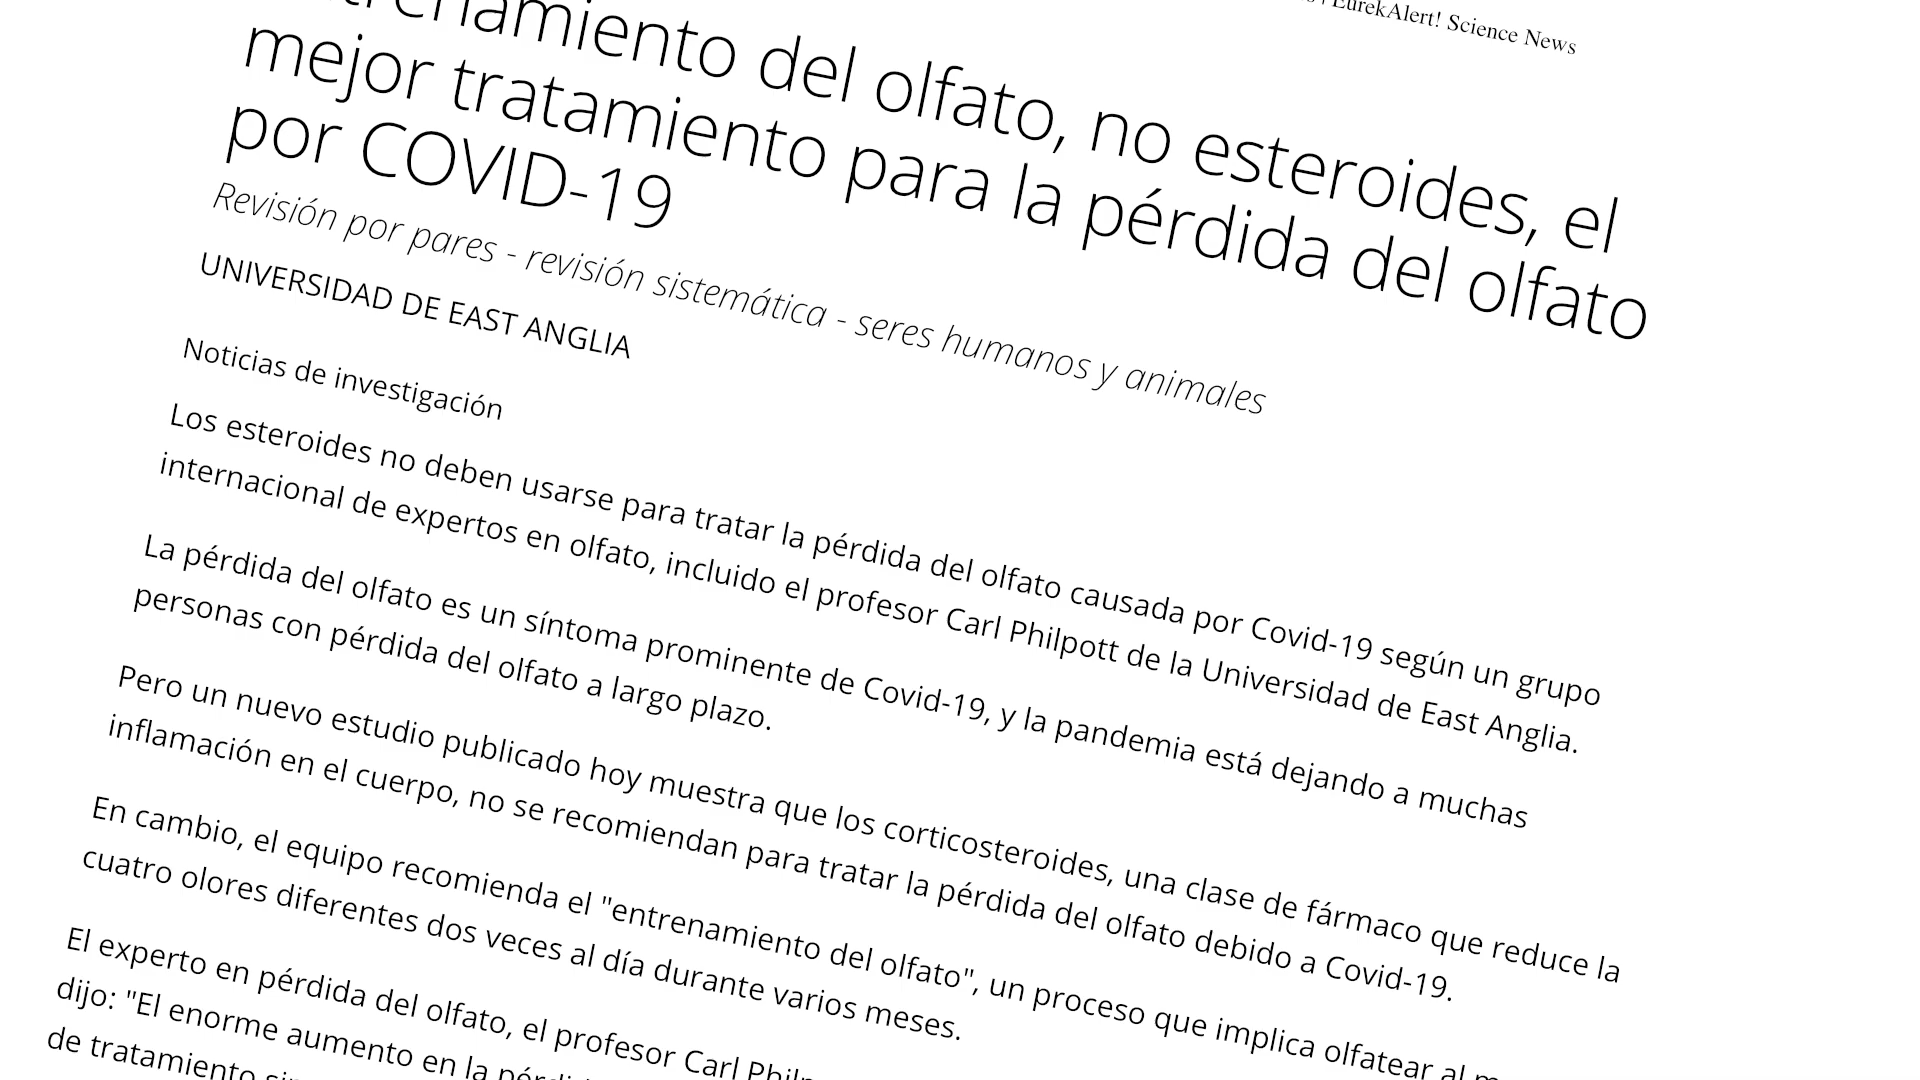 EurekAlert! Science News
del olfato, no esteroides, el
mejor tratamiento para la pérdida del olfato
por COVID-19
Revisión por pares - revisión sistemática - seres humanos y animales
UNIVERSIDAD DE EAST ANGLIA
Noticias de investigación
Los esteroides no deben usarse para tratar la pérdida del olfato causada por Covid-19 según un grupo
internacional de expertos en olfato, incluido el profesor Carl Philpott de la Universidad de East Anglia.
La pérdida del olfato es un síntoma prominente de Covid-19, y la pandemia está dejando a muchas
personas con pérdida del olfato a largo plazo.
Pero un nuevo estudio publicado hoy muestra que los corticosteroides, una clase de fármaco que reduce la
inflamación en el cuerpo, no se recomiendan para tratar la pérdida del olfato debido a Covid-19.
En cambio, el equipo recomienda el "entrenamiento del olfato", un proceso que implica olfatear al
cuatro olores diferentes dos veces al día durante varios meses.
El experto en pérdida del olfato, el profesor Carl
dijo: "El enorme aumento en la
de tratamiento